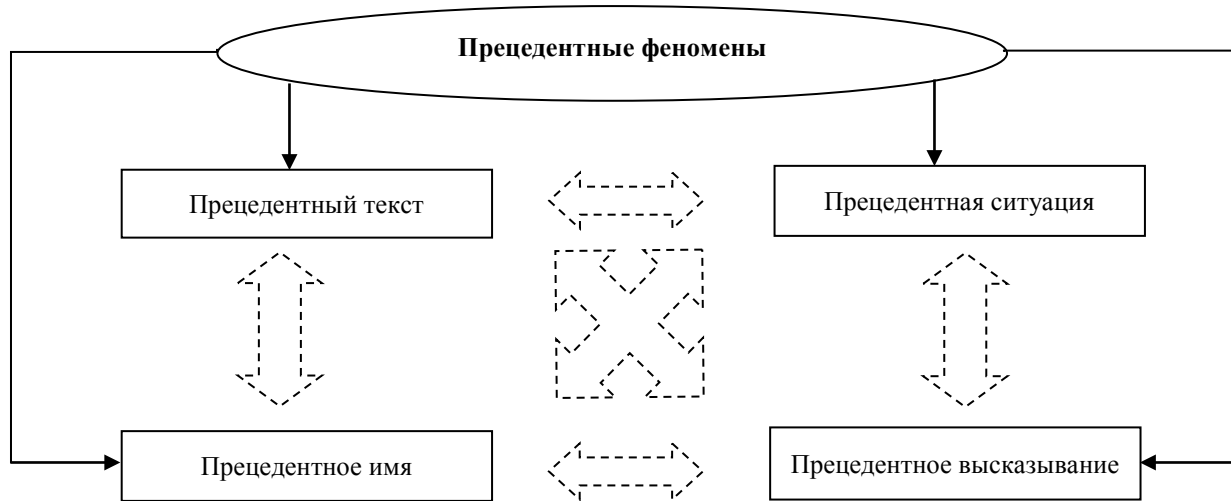 Прецедентные феномены
Прецедентный текст
Прецедентная ситуация
Прецедентное имя
Прецедентное высказывание